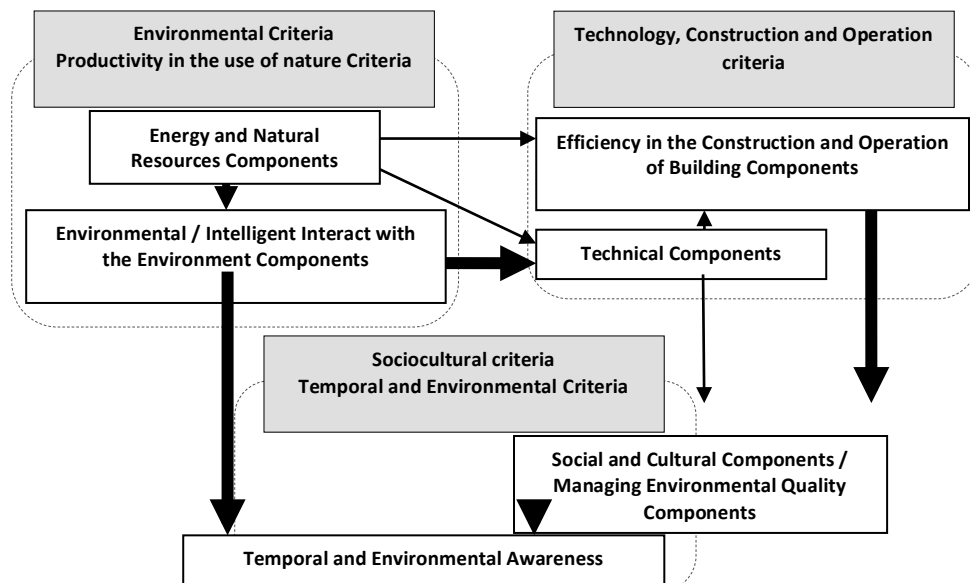 Environmental Criteria
Productivity in the use of nature Criteria
Technology, Construction and Operation
criteria
Energy and Natural
Resources Components
Efficiency in the Construction and Operation
of Building Components
Environmental / Intelligent Interact with
the Environment Components
Technical Components
Sociocultural criteria
Temporal and Environmental Criteria
Social and Cultural Components /
Managing Environmental Quality
Components
Temporal and Environmental Awareness